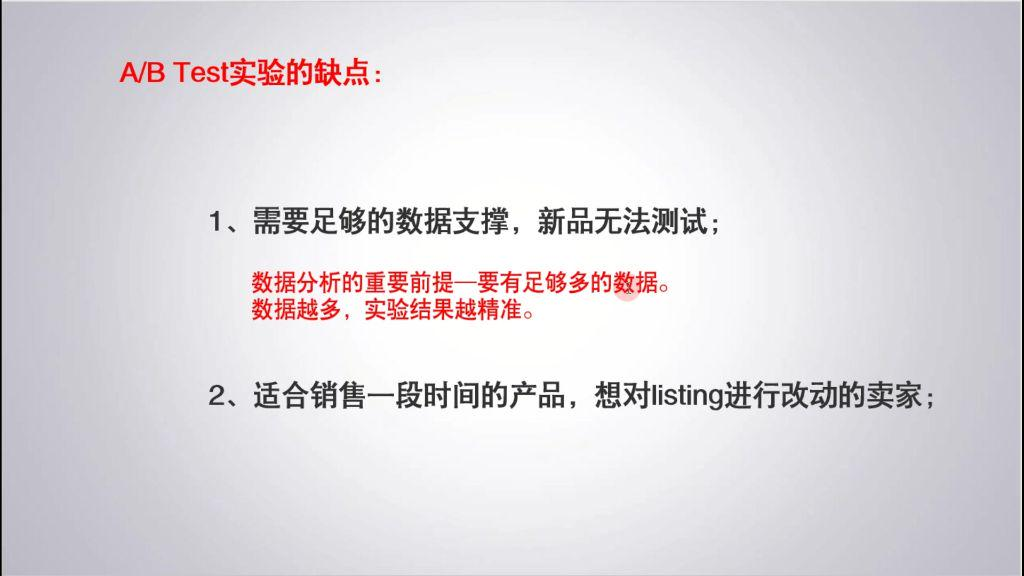 A/B Test实验的缺点：
1、需要足够的数据支撑，新品无法测试；
数据分析的重要前提—要有足够多的数据。
数据越多，实验结果越精准。
2、适合销售一段时间的产品，想对listing进行改动的卖家；